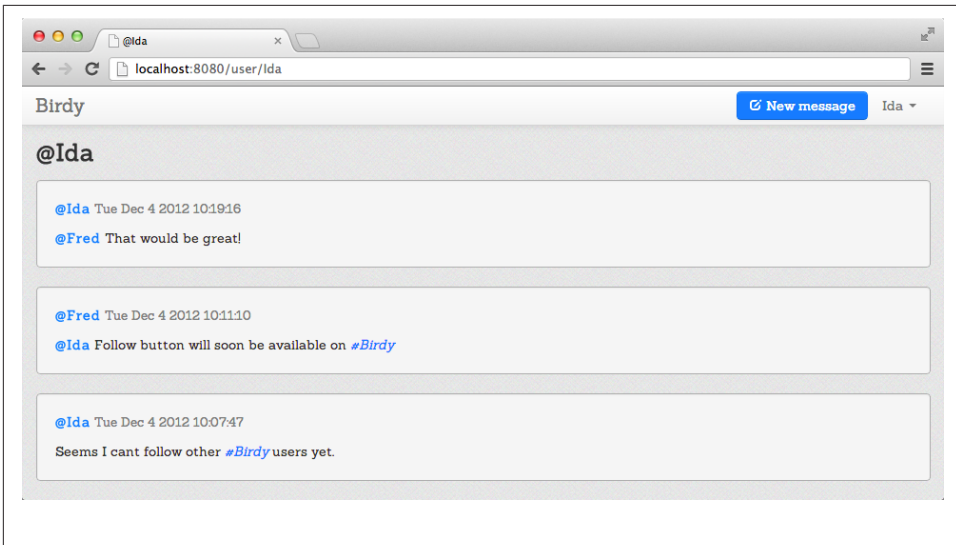 @Ida
localhost:8080/user/Ida
Birdy
New message
Ida
@Ida
@Ida Tue Dec 4 2012 10:19:16
@Fred That would be great!
@Fred Tue Dec 4 2012 10:11:10
@Ida Follow button will soon be available on #Birdy
@Ida Tue Dec 4 2012 10:07:47
Seems I cant follow other #Birdy users yet.